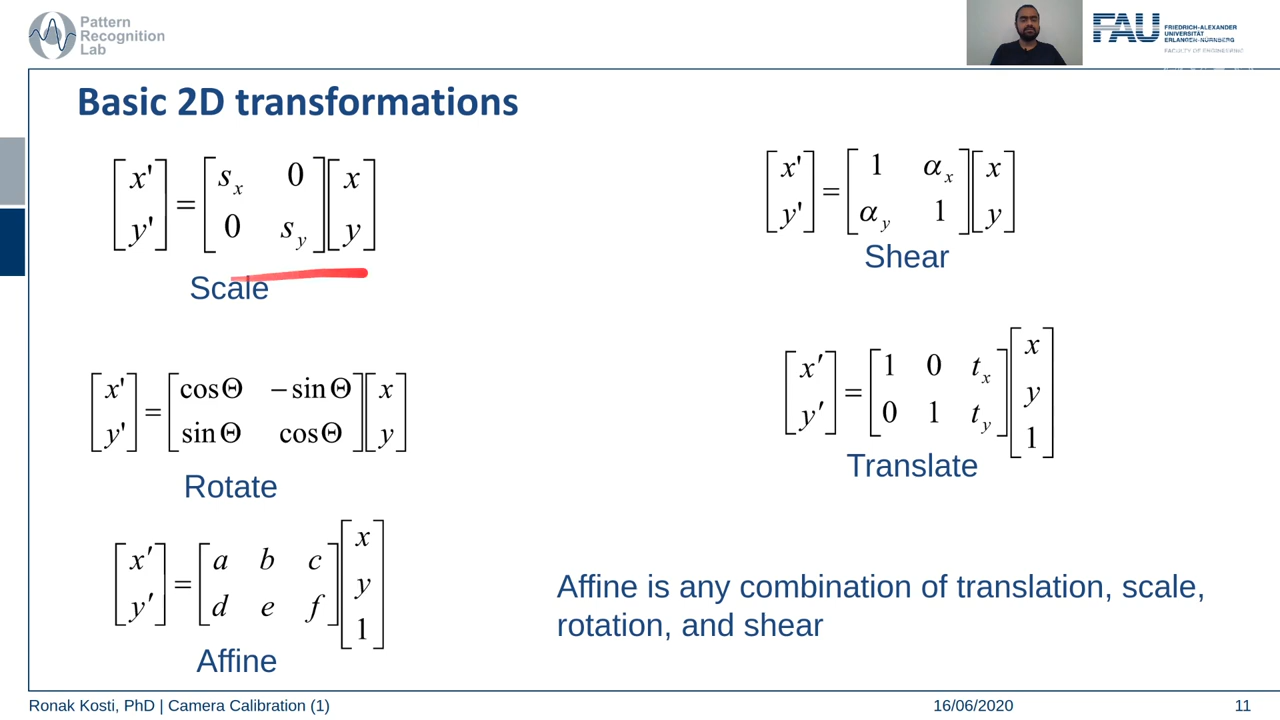 Pattern
Recognition
Lab
FAU
FRIEDRICH-ALEXANDER
UNIVERSITÄT
ERLANGEN-NÜRNBERG
FACULTY OF ENGINEERING
Basic 2D transformations
[x' y'] = [s_x 0; 0 s_y] [x y]
Scale
[x' y'] = [1 α_x; α_y 1] [x y]
Shear
[x' y'] = [cosΘ −sinΘ; sinΘ cosΘ] [x y]
Rotate
[x′ y′] = [1 0 t_x; 0 1 t_y] [x y 1]
Translate
[x′ y′] = [a b c; d e f] [x y 1]
Affine
Affine is any combination of translation, scale,
rotation, and shear
Ronak Kosti, PhD | Camera Calibration (1)
16/06/2020
11